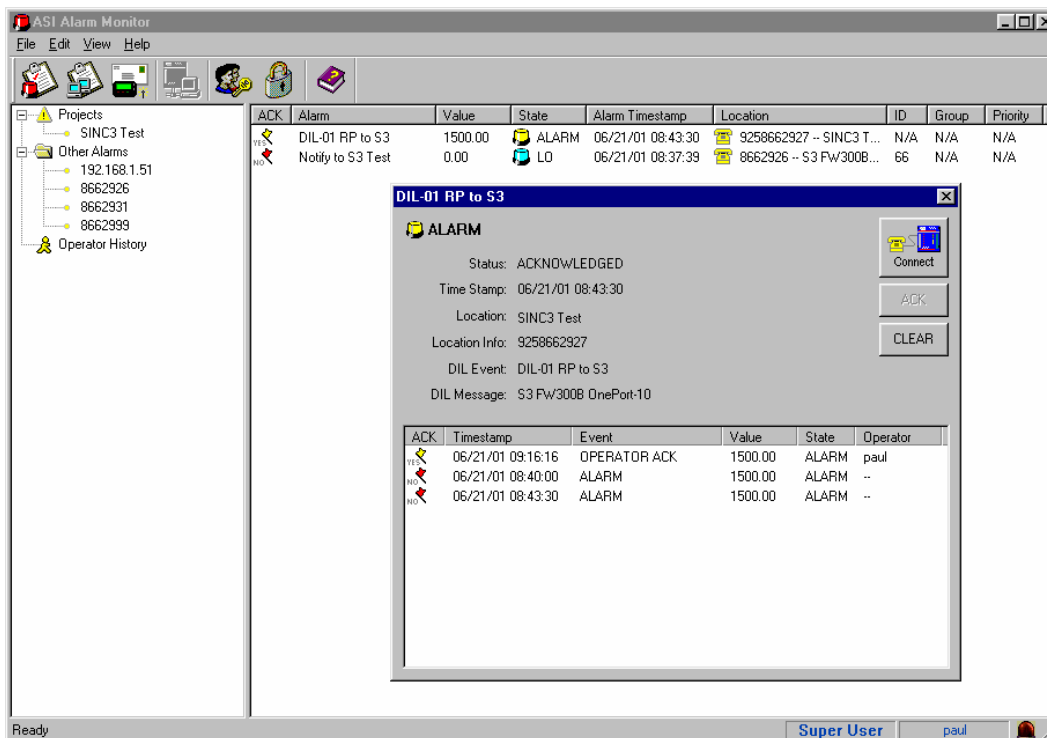 ASI Alarm Monitor
File Edit View Help
Projects
SINC3 Test
Other Alarms
192.168.1.51
8662926
8662931
8662999
Operator History
ACK Alarm Value State Alarm Timestamp Location ID Group Priority
YES DIL-01 RP to S3 1500.00 ALARM 06/21/01 08:43:30 9258662927 -- SINC3 T... N/A N/A N/A
NO Notify to S3 Test 0.00 LO 06/21/01 08:37:39 8662926 -- S3 FW300B... 66 N/A N/A
DIL-01 RP to S3
ALARM
Connect
Status: ACKNOWLEDGED
Time Stamp: 06/21/01 08:43:30
ACK
Location: SINC3 Test
Location Info: 9258662927
CLEAR
DIL Event: DIL-01 RP to S3
DIL Message: S3 FW300B OnePort-10
ACK Timestamp Event Value State Operator
YES 06/21/01 09:16:16 OPERATOR ACK 1500.00 ALARM paul
NO 06/21/01 08:40:00 ALARM 1500.00 ALARM --
NO 06/21/01 08:43:30 ALARM 1500.00 ALARM --
Ready Super User paul